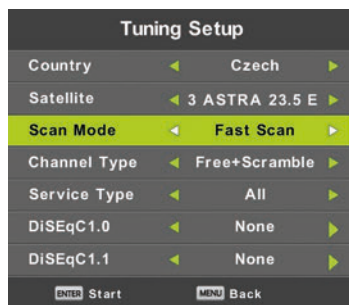 Tuning Setup
Country Czech
Satellite 3 ASTRA 23.5 E
Scan Mode Fast Scan
Channel Type Free+Scramble
Service Type All
DiSEqC1.0 None
DiSEqC1.1 None
ENTER Start MENU Back